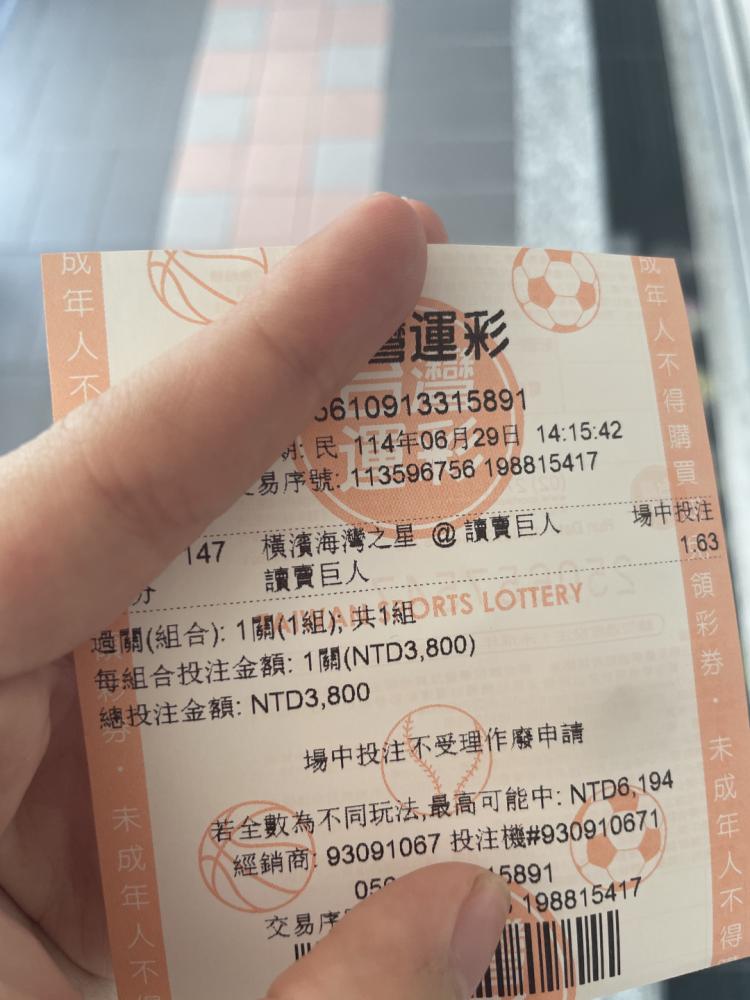 灣運彩
台灣
運彩
5610913315891
期: 民 114年06月29日 14:15:42
交易序號: 113596756 198815417
147 橫濱海灣之星 @ 讀賣巨人 場中投注
讀賣巨人 1.63
分
TAIWAN SPORTS LOTTERY
過關(組合): 1關(1組); 共1組
每組合投注金額: 1關(NTD3,800)
總投注金額: NTD3,800
場中投注不受理作廢申請
若全數為不同玩法,最高可能中: NTD6,194
經銷商: 93091067 投注機#930910671
059 15891
交易序 198815417
成年人不
未成年人不
成年人不得購買 領彩券．未成年人不得